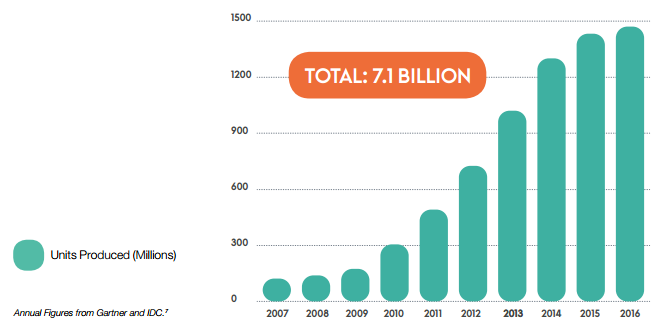 1500
1200
TOTAL: 7.1 BILLION
900
600
300
Units Produced (Millions)
0
2007 2008 2009 2010 2011 2012 2013 2014 2015 2016
Annual Figures from Gartner and IDC.⁷